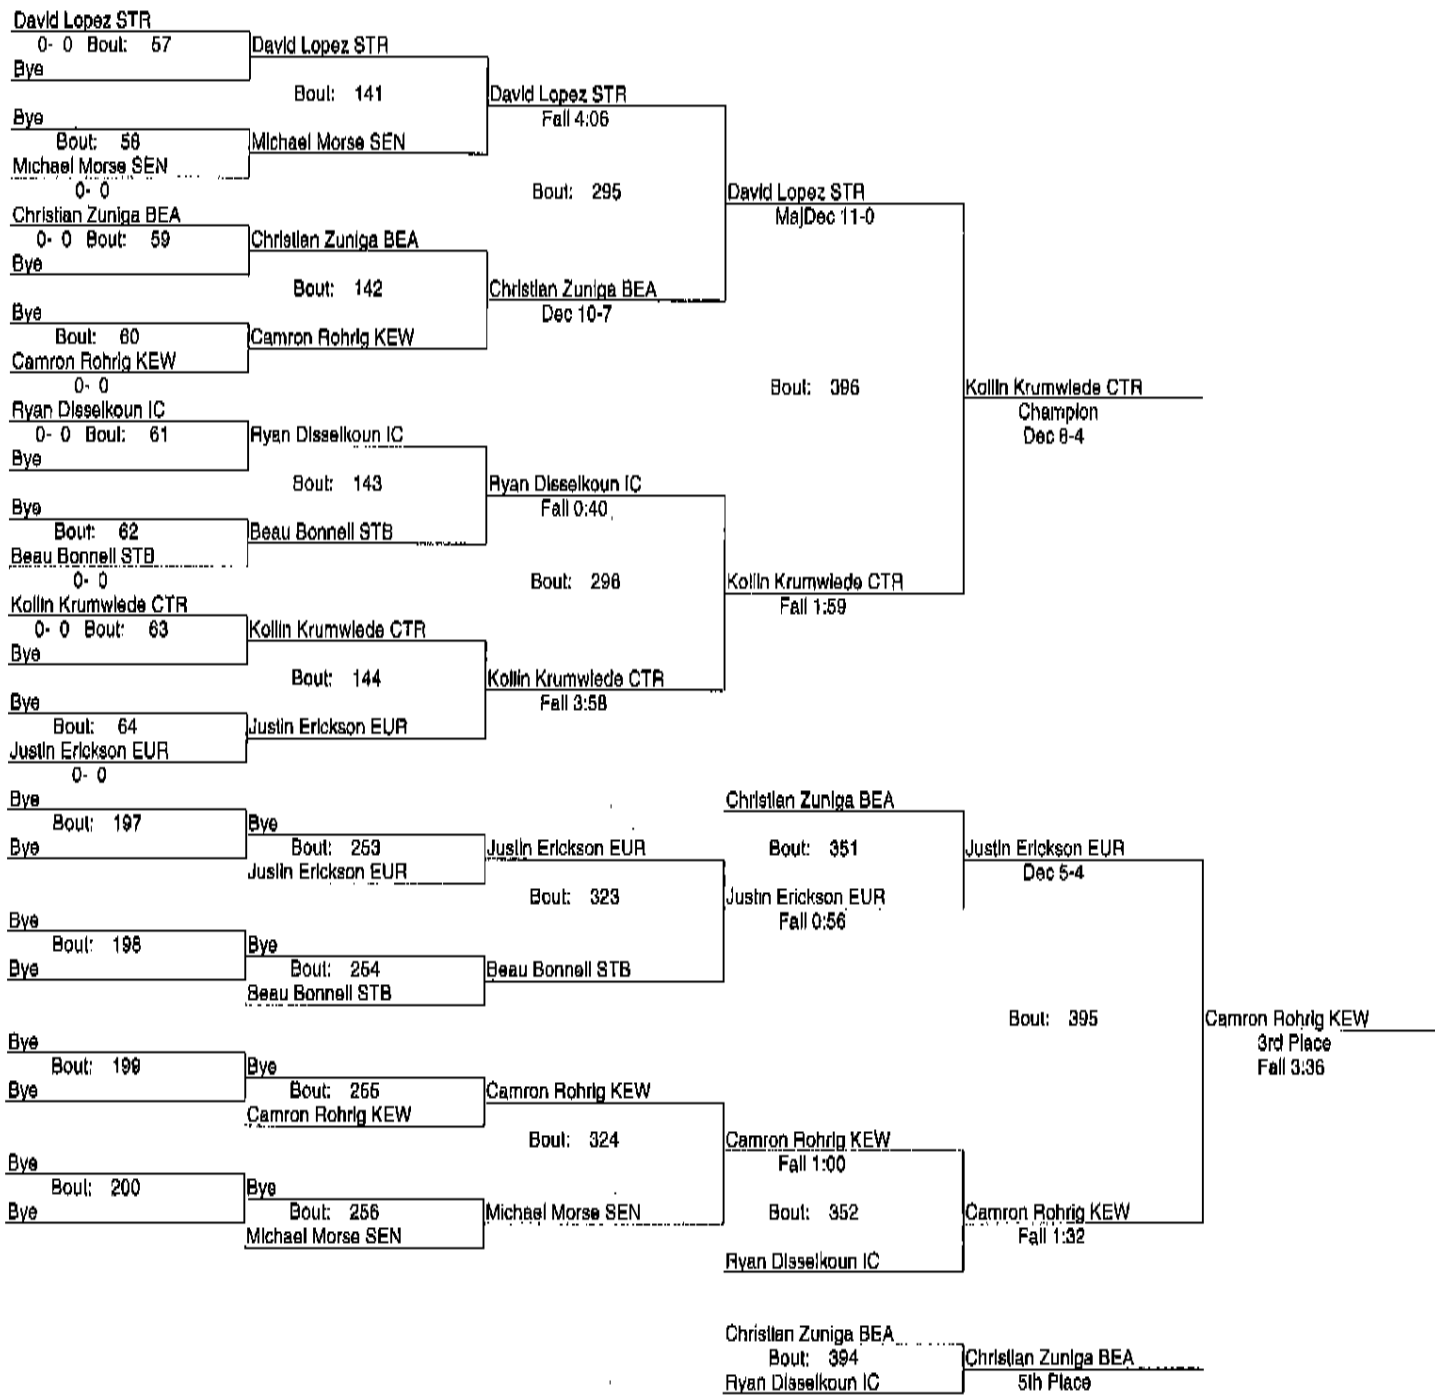 David Lopez STR
0- 0 Bout: 57
David Lopez STR
Bye
Bout: 141
David Lopez STR
Fall 4:06
Bye
Bout: 58
Michael Morse SEN
Michael Morse SEN
0- 0
Bout: 295
David Lopez STR
MajDec 11-0
Christian Zuniga BEA
0- 0 Bout: 59
Christian Zuniga BEA
Bye
Bout: 142
Christian Zuniga BEA
Dec 10-7
Bye
Bout: 60
Camron Rohrig KEW
Camron Rohrig KEW
0- 0
Bout: 396
Kollin Krumwiede CTR
Champion
Dec 8-4
Ryan Disselkoun IC
0- 0 Bout: 61
Ryan Disselkoun IC
Bye
Bout: 143
Ryan Disselkoun IC
Fall 0:40
Bye
Bout: 62
Beau Bonnell STB
Beau Bonnell STB
0- 0
Bout: 296
Kollin Krumwiede CTR
Fall 1:59
Kollin Krumwiede CTR
0- 0 Bout: 63
Kollin Krumwiede CTR
Bye
Bout: 144
Kollin Krumwiede CTR
Fall 3:58
Bye
Bout: 64
Justin Erickson EUR
Justin Erickson EUR
0- 0
Bye
Bout: 197
Bye
Bye
Bout: 253
Justin Erickson EUR
Justin Erickson EUR
Christian Zuniga BEA
Bout: 351
Justin Erickson EUR
Dec 5-4
Bout: 323
Justin Erickson EUR
Fall 0:56
Bye
Bout: 198
Bye
Bye
Bout: 254
Beau Bonnell STB
Beau Bonnell STB
Bout: 395
Camron Rohrig KEW
3rd Place
Fall 3:36
Bye
Bout: 199
Bye
Bye
Bout: 255
Camron Rohrig KEW
Camron Rohrig KEW
Bout: 324
Camron Rohrig KEW
Fall 1:00
Bye
Bout: 200
Bye
Bye
Bout: 256
Michael Morse SEN
Michael Morse SEN
Bout: 352
Camron Rohrig KEW
Fall 1:32
Ryan Disselkoun IC
Christian Zuniga BEA
Bout: 394
Christian Zuniga BEA
Ryan Disselkoun IC
5th Place